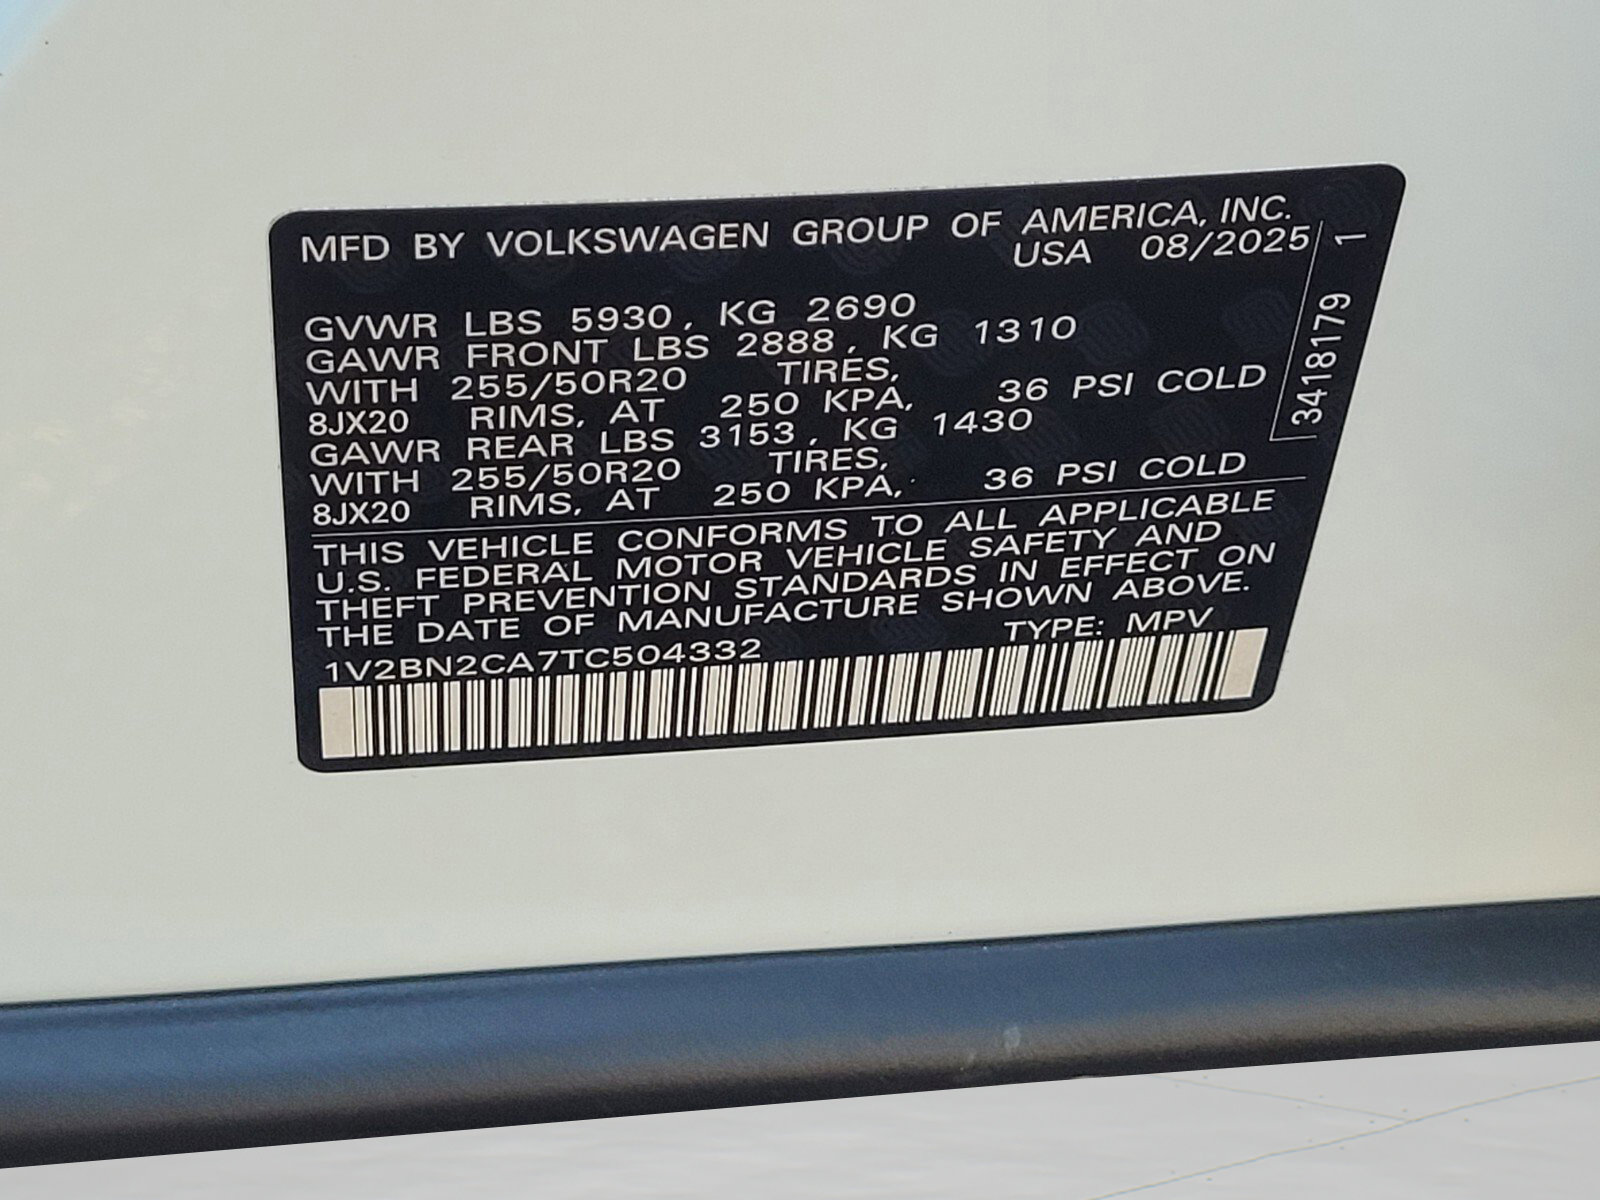 MFD BY VOLKSWAGEN GROUP OF AMERICA, INC.
USA 08/2025
GVWR LBS 5930, KG 2690
GAWR FRONT LBS 2888, KG 1310
WITH 255/50R20 TIRES,
8JX20 RIMS, AT 250 KPA, 36 PSI COLD
GAWR REAR LBS 3153, KG 1430
WITH 255/50R20 TIRES,
8JX20 RIMS, AT 250 KPA, 36 PSI COLD
THIS VEHICLE CONFORMS TO ALL APPLICABLE
U.S. FEDERAL MOTOR VEHICLE SAFETY AND
THEFT PREVENTION STANDARDS IN EFFECT ON
THE DATE OF MANUFACTURE SHOWN ABOVE.
1V2BN2CA7TC504332 TYPE: MPV
3418179 1